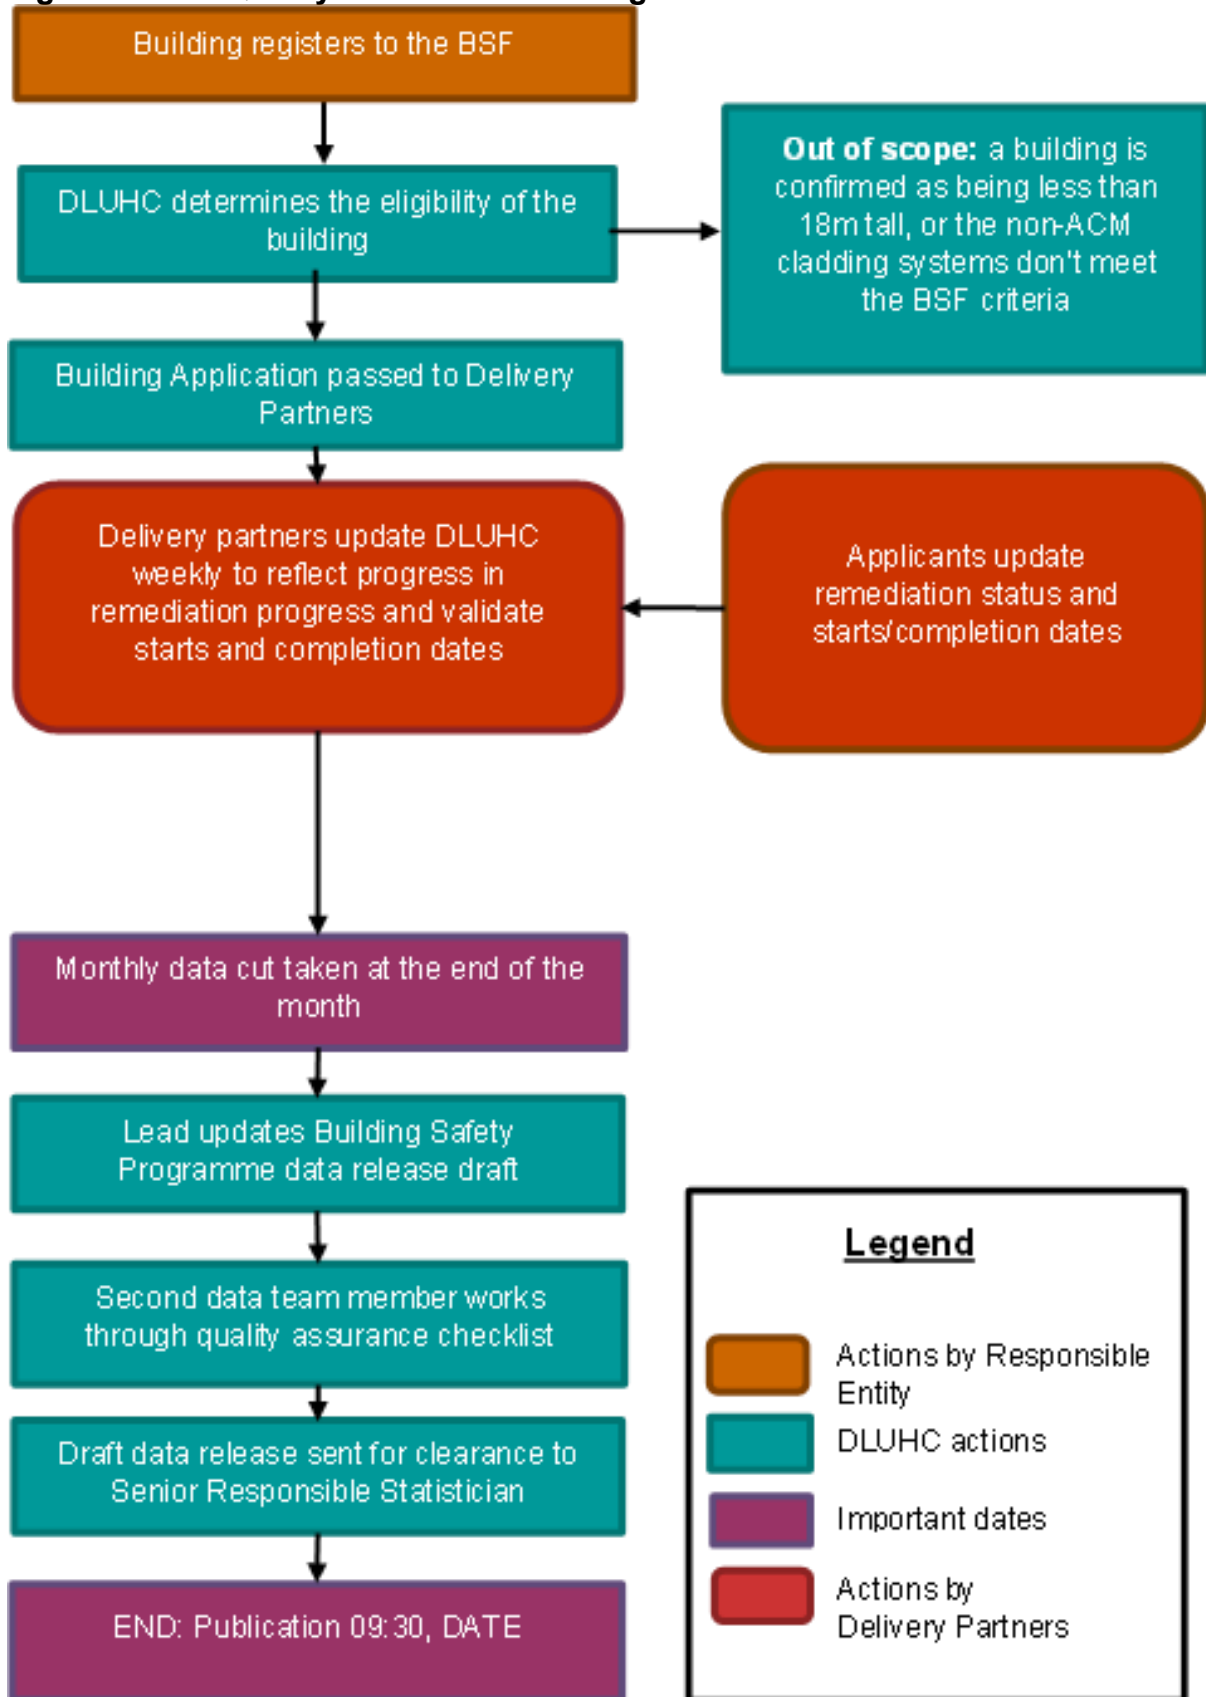 Building registers to the BSF
DLUHC determines the eligibility of the
building
Out of scope: a building is
confirmed as being less than
18m tall, or the non-ACM
cladding systems don't meet
the BSF criteria
Building Application passed to Delivery
Partners
Delivery partners update DLUHC
weekly to reflect progress in
remediation progress and validate
starts and completion dates
Applicants update
remediation status and
starts/completion dates
Monthly data cut taken at the end of the
month
Lead updates Building Safety
Programme data release draft
Second data team member works
through quality assurance checklist
Draft data release sent for clearance to
Senior Responsible Statistician
END: Publication 09:30, DATE
Legend
Actions by Responsible
Entity
DLUHC actions
Important dates
Actions by
Delivery Partners